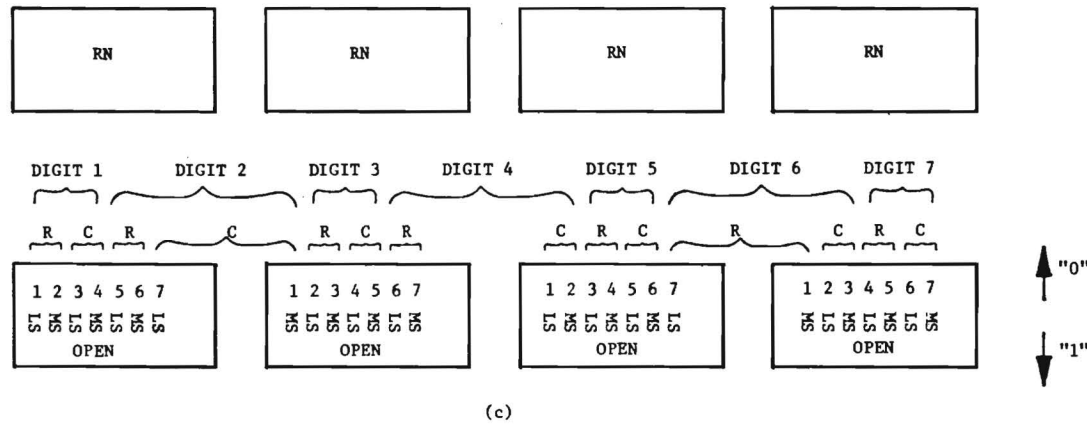 RN RN RN RN
DIGIT 1 DIGIT 2 DIGIT 3 DIGIT 4 DIGIT 5 DIGIT 6 DIGIT 7
R C R C R C R C R C R C R C
"0"
1 2 3 4 5 6 7 1 2 3 4 5 6 7 1 2 3 4 5 6 7 1 2 3 4 5 6 7
LS MS LS MS LS MS LS MS LS MS LS MS LS MS LS MS LS MS LS MS LS MS LS MS LS MS LS MS
OPEN OPEN OPEN OPEN
"1"
(c)